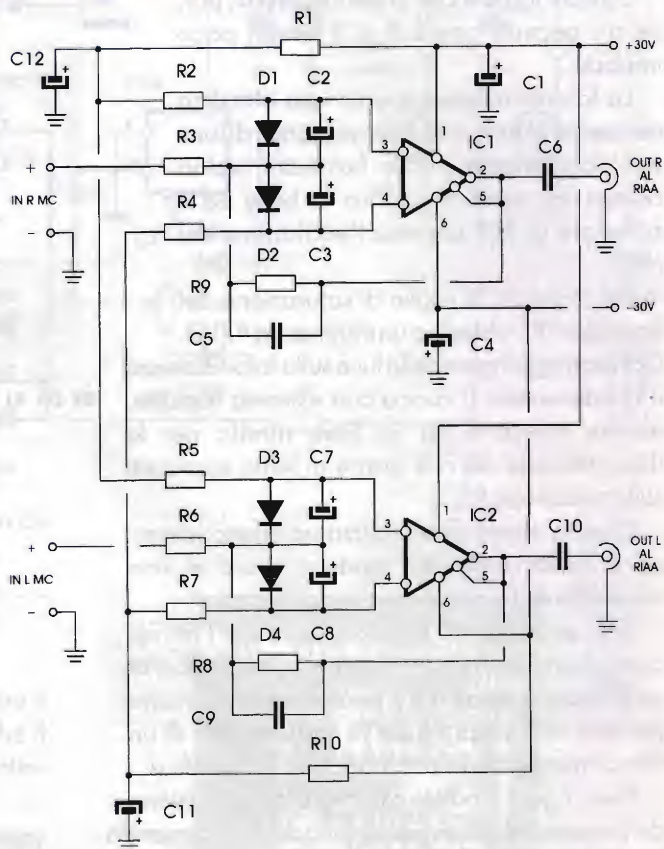 R1
+30V
C12
R2
D1
C2
C1
3
1
IC1
C6
+
R3
2
OUT R
AL
RIAA
IN R MC
5
R4
4
6
-
D2
C3
R9
-30V
C5
C4
R5
D3
C7
3
1
IC2
C10
+
R6
2
OUT L
AL
RIAA
IN L MC
5
R7
4
6
-
D4
C8
R8
C9
R10
C11